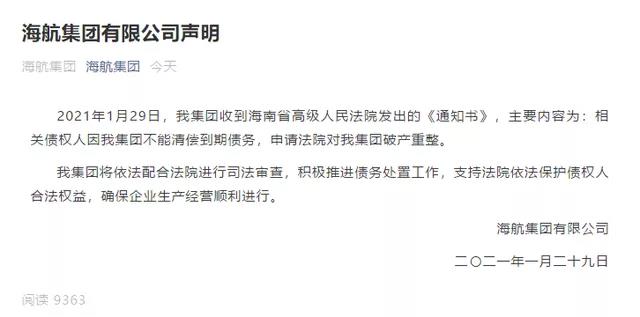 海航集团有限公司声明
海航集团 海航集团 今天
2021年1月29日，我集团收到海南省高级人民法院发出的《通知书》，主要内容为：相
关债权人因我集团不能清偿到期债务，申请法院对我集团破产重整。
我集团将依法配合法院进行司法审查，积极推进债务处置工作，支持法院依法保护债权人
合法权益，确保企业生产经营顺利进行。
海航集团有限公司
二〇二一年一月二十九日
阅读 9363